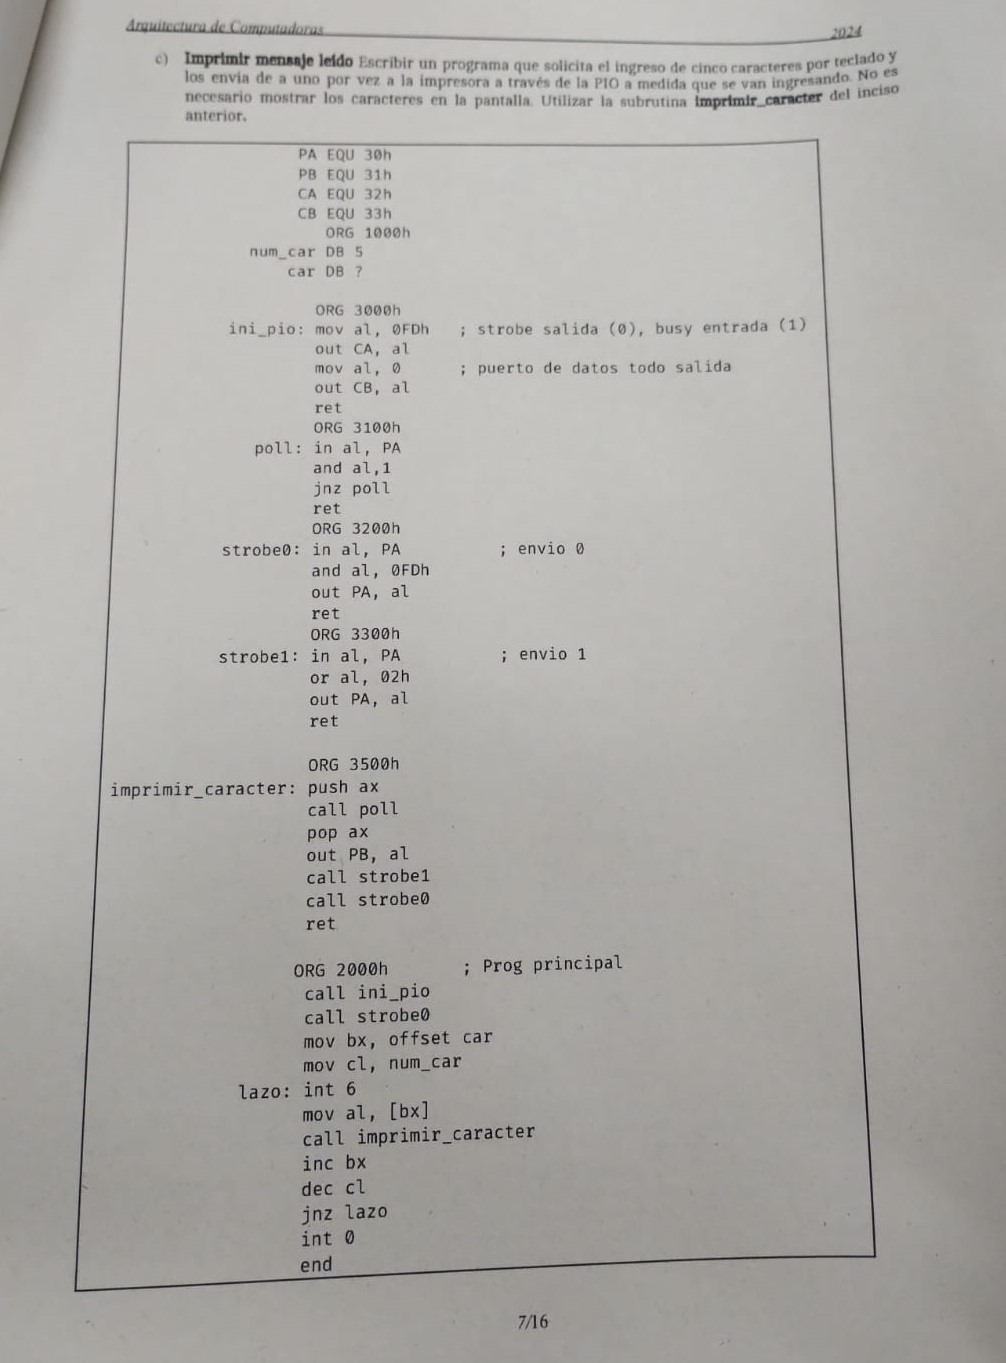 Arquitectura de Computadoras 2024
c) Imprimir mensaje leído Escribir un programa que solicita el ingreso de cinco caracteres por teclado y
los envía de a uno por vez a la impresora a través de la PIO a medida que se van ingresando. No es
necesario mostrar los caracteres en la pantalla. Utilizar la subrutina imprimir_caracter del inciso
anterior.
PA EQU 30h
PB EQU 31h
CA EQU 32h
CB EQU 33h
ORG 1000h
num_car DB 5
car DB ?
ORG 3000h
ini_pio: mov al, 0FDh ; strobe salida (0), busy entrada (1)
out CA, al
mov al, 0 ; puerto de datos todo salida
out CB, al
ret
ORG 3100h
poll: in al, PA
and al,1
jnz poll
ret
ORG 3200h
strobe0: in al, PA ; envio 0
and al, 0FDh
out PA, al
ret
ORG 3300h
strobe1: in al, PA ; envio 1
or al, 02h
out PA, al
ret
ORG 3500h
imprimir_caracter: push ax
call poll
pop ax
out PB, al
call strobe1
call strobe0
ret
ORG 2000h ; Prog principal
call ini_pio
call strobe0
mov bx, offset car
mov cl, num_car
lazo: int 6
mov al, [bx]
call imprimir_caracter
inc bx
dec cl
jnz lazo
int 0
end
7/16